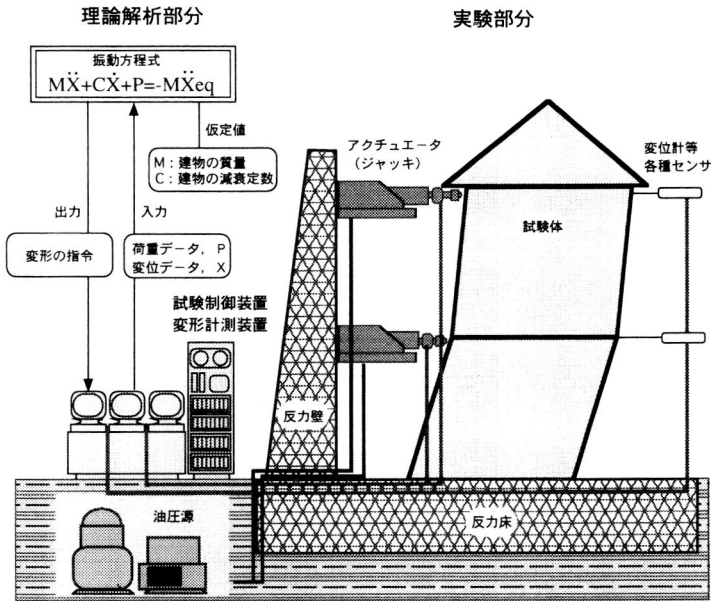 理論解析部分
実験部分
振動方程式
MẌ+CẊ+P=-MẌeq
仮定値
M：建物の質量
C：建物の減衰定数
出力
入力
変形の指令
荷重データ，P
変位データ，X
試験制御装置
変形計測装置
アクチュエータ
（ジャッキ）
変位計等
各種センサ
試験体
反力壁
油圧源
反力床